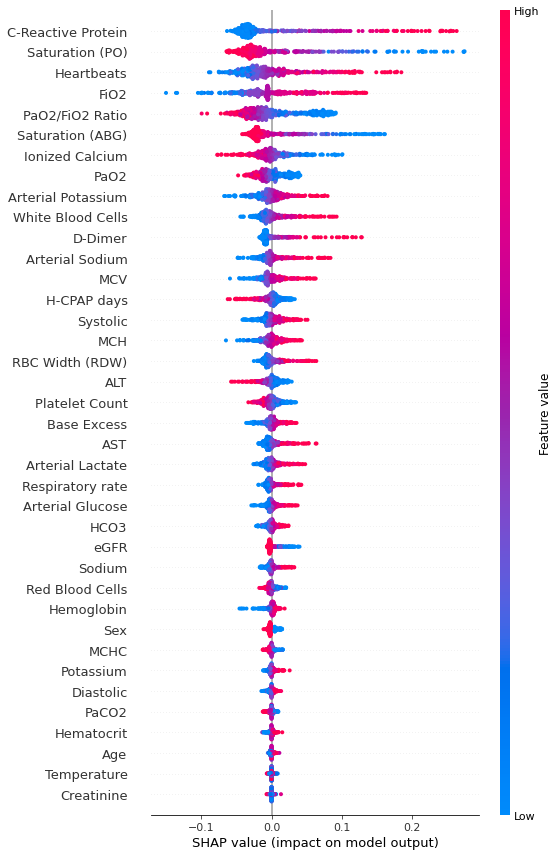 High
C-Reactive Protein
Saturation (PO)
Heartbeats
FiO2
PaO2/FiO2 Ratio
Saturation (ABG)
Ionized Calcium
PaO2
Arterial Potassium
White Blood Cells
D-Dimer
Arterial Sodium
MCV
H-CPAP days
Systolic
MCH
RBC Width (RDW)
ALT
Platelet Count
Base Excess
AST
Arterial Lactate
Respiratory rate
Arterial Glucose
HCO3
eGFR
Sodium
Red Blood Cells
Hemoglobin
Sex
MCHC
Potassium
Diastolic
PaCO2
Hematocrit
Age
Temperature
Creatinine
Feature value
Low
−0.1 0.0 0.1 0.2
SHAP value (impact on model output)